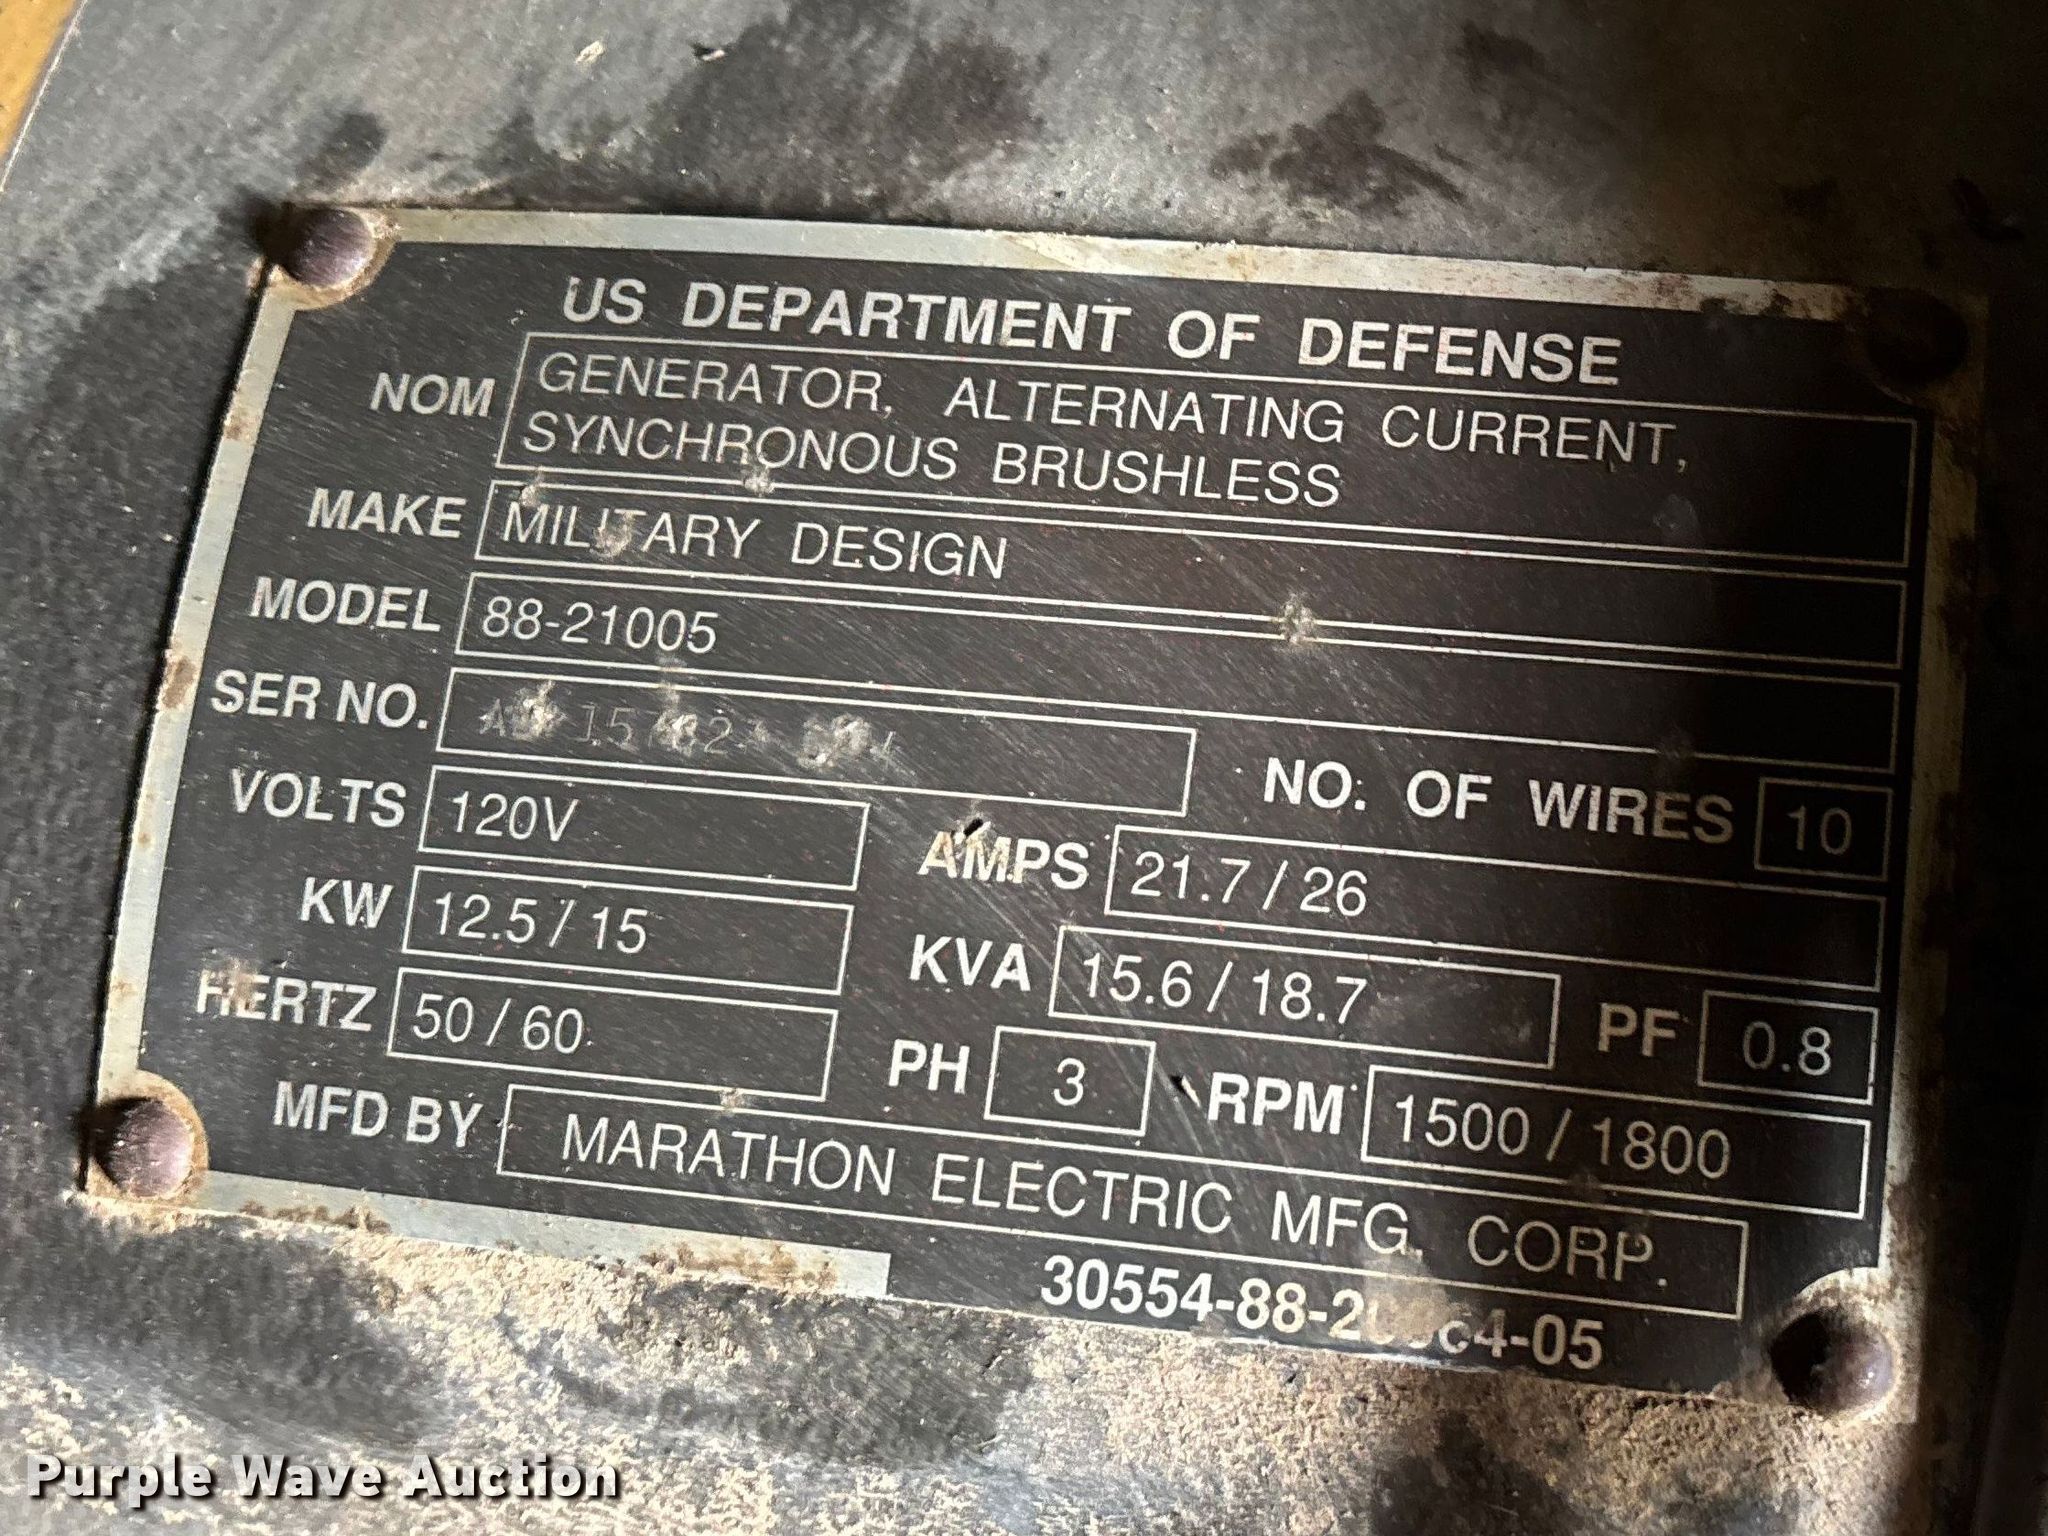 US DEPARTMENT OF DEFENSE
NOM GENERATOR, ALTERNATING CURRENT,
SYNCHRONOUS BRUSHLESS
MAKE MILITARY DESIGN
MODEL 88-21005
SER NO.
NO. OF WIRES 10
VOLTS 120V
AMPS 21.7 / 26
KW 12.5 / 15
KVA 15.6 / 18.7
PF 0.8
HERTZ 50 / 60
PH 3
RPM 1500 / 1800
MFD BY MARATHON ELECTRIC MFG. CORP.
Purple Wave Auction